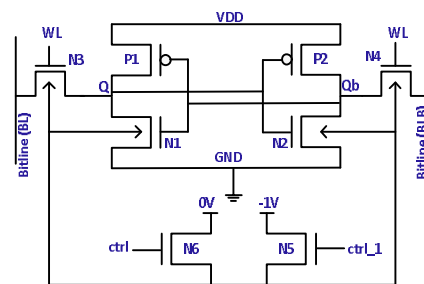 VDD
WL
WL
N3
P1
P2
N4
Q
Qb
Bitline (BL)
N1
N2
Bitline (BLB)
GND
0V
-1V
ctrl
N6
N5
ctrl_1